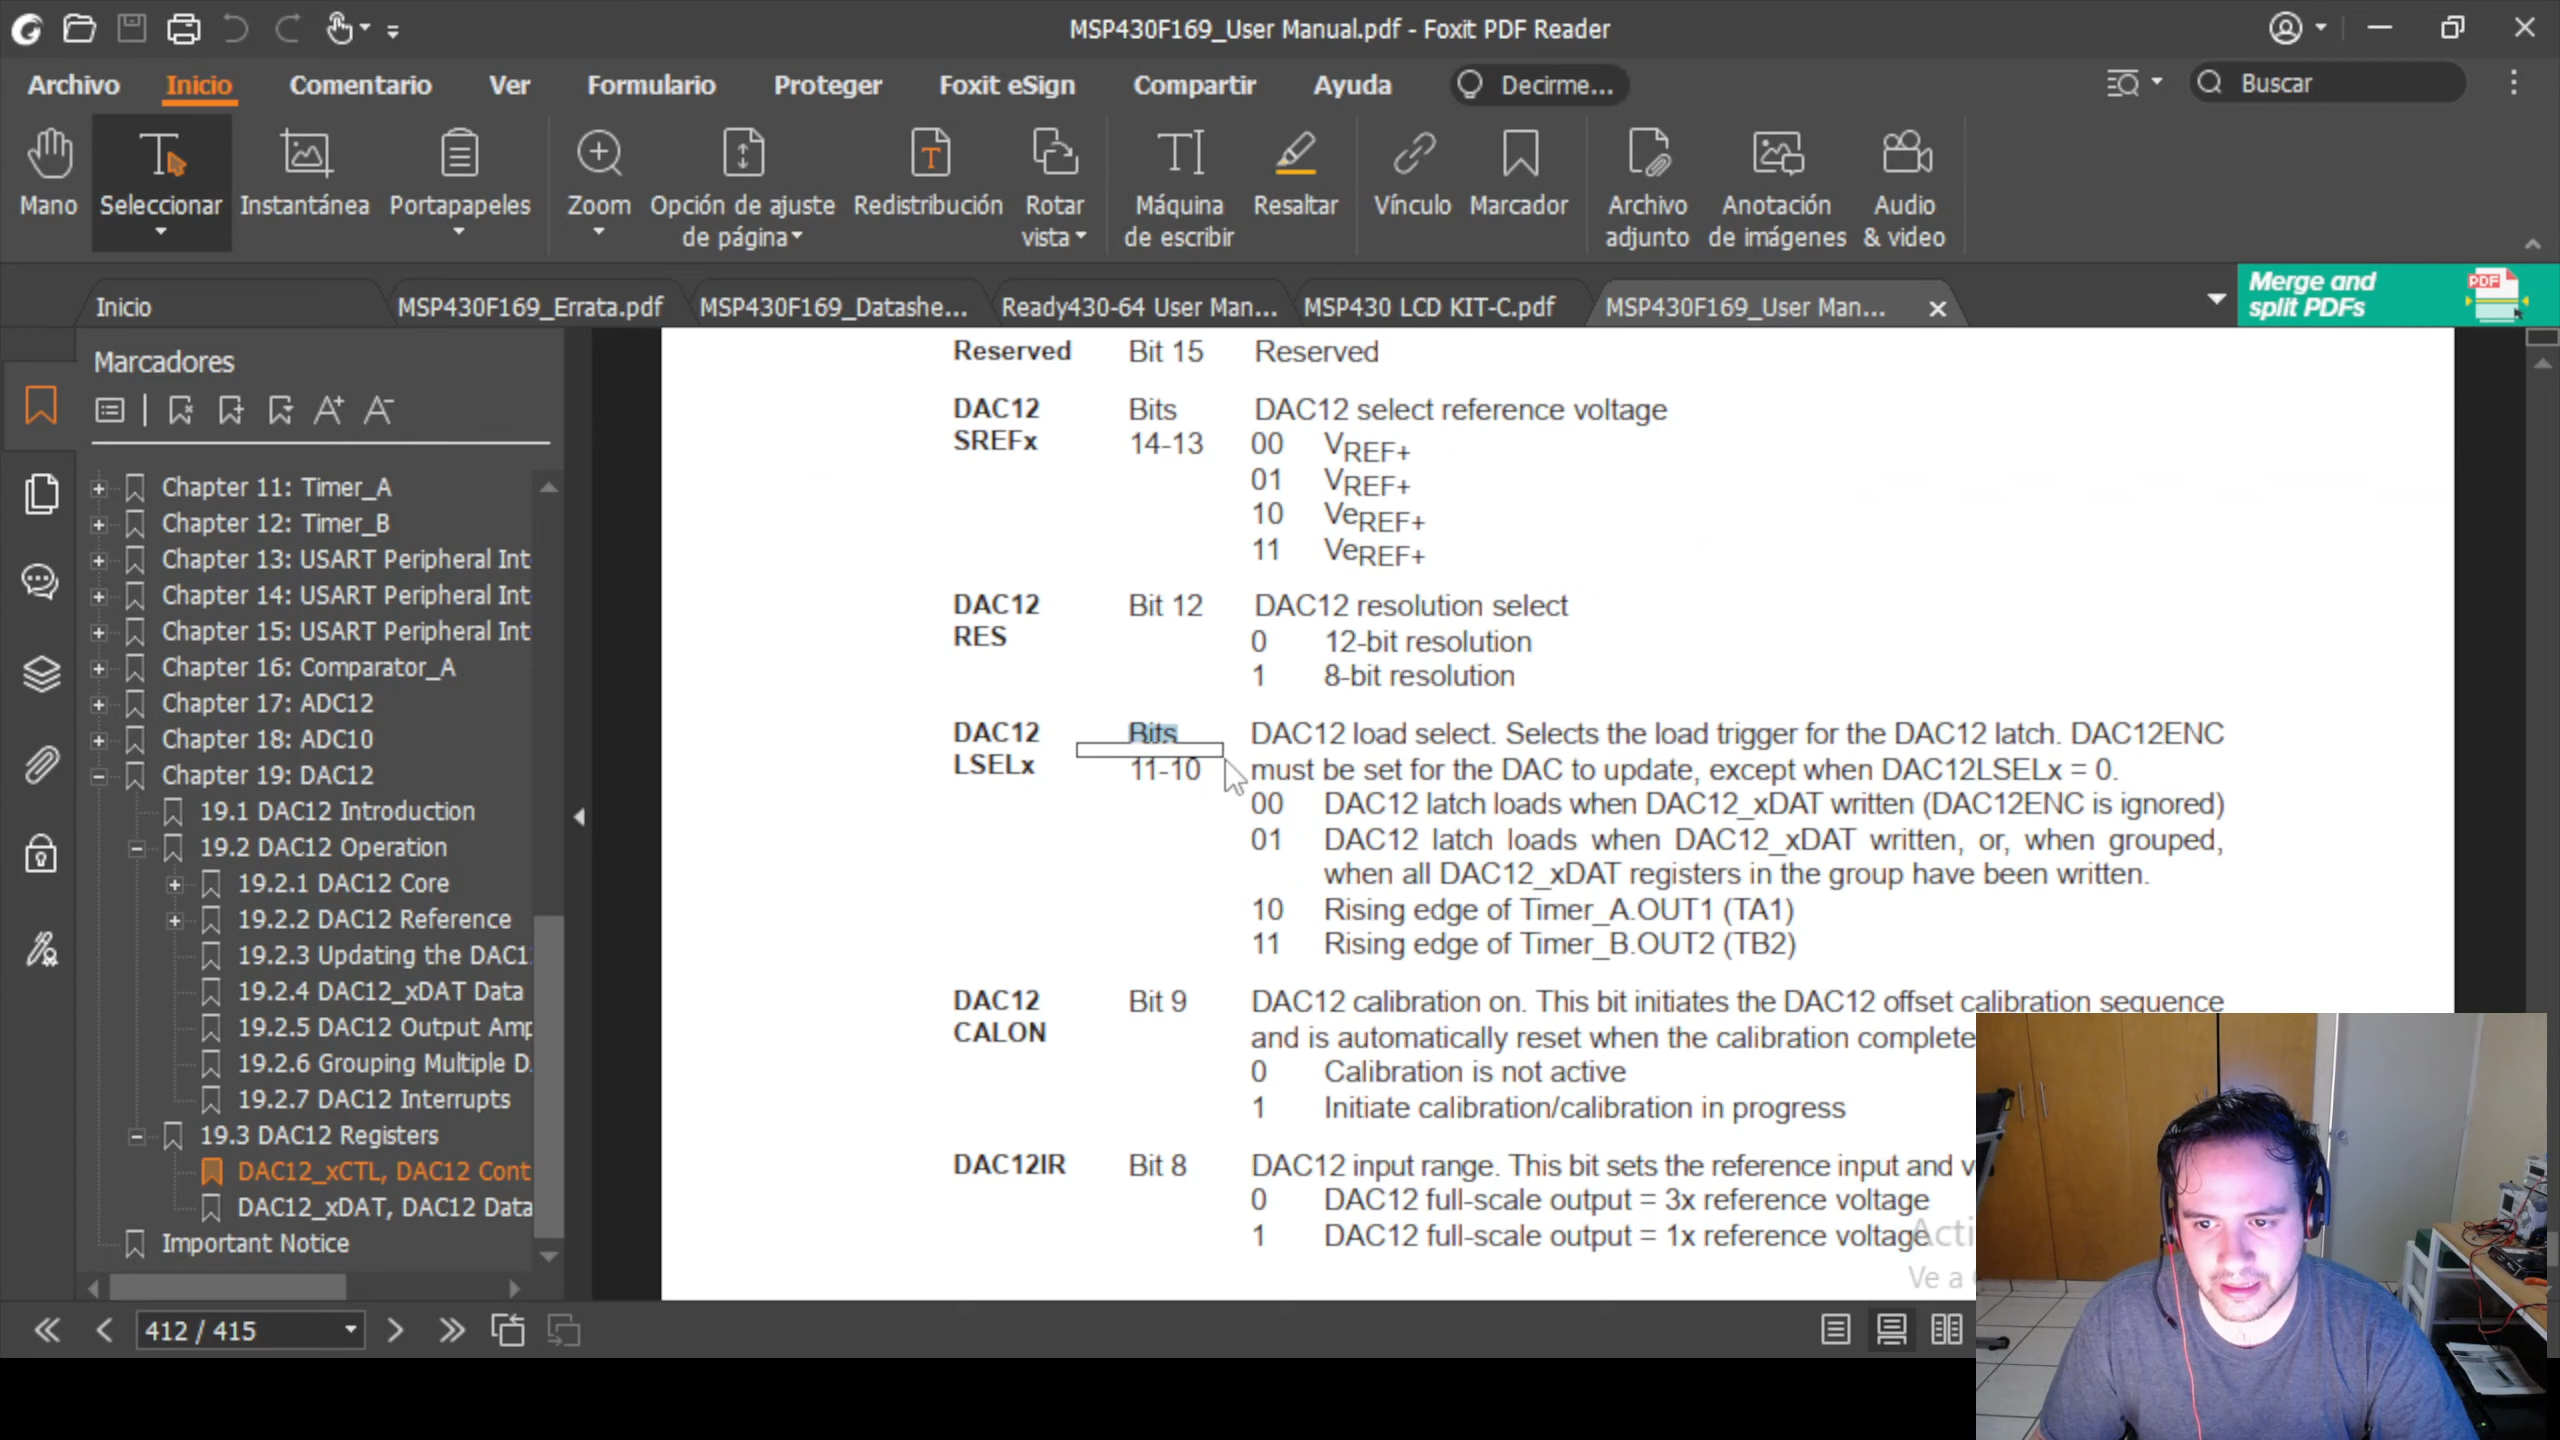 MSP430F169_User Manual.pdf - Foxit PDF Reader
Archivo Inicio Comentario Ver Formulario Proteger Foxit eSign Compartir Ayuda Decirme... Buscar
Mano Seleccionar Instantánea Portapapeles Zoom Opción de ajuste de página Redistribución Rotar vista Máquina de escribir Resaltar Vínculo Marcador Archivo adjunto Anotación de imágenes Audio & video
Inicio MSP430F169_Errata.pdf MSP430F169_Datashe... Ready430-64 User Man... MSP430 LCD KIT-C.pdf MSP430F169_User Man...
Merge and
split PDFs
PDF
Marcadores
Chapter 11: Timer_A
Chapter 12: Timer_B
Chapter 13: USART Peripheral Int
Chapter 14: USART Peripheral Int
Chapter 15: USART Peripheral Int
Chapter 16: Comparator_A
Chapter 17: ADC12
Chapter 18: ADC10
Chapter 19: DAC12
19.1 DAC12 Introduction
19.2 DAC12 Operation
19.2.1 DAC12 Core
19.2.2 DAC12 Reference
19.2.3 Updating the DAC1
19.2.4 DAC12_xDAT Data
19.2.5 DAC12 Output Amp
19.2.6 Grouping Multiple D
19.2.7 DAC12 Interrupts
19.3 DAC12 Registers
DAC12_xCTL, DAC12 Cont
DAC12_xDAT, DAC12 Data
Important Notice
Reserved Bit 15 Reserved
DAC12 Bits DAC12 select reference voltage
SREFx 14-13 00 VREF+
01 VREF+
10 VeREF+
11 VeREF+
DAC12 Bit 12 DAC12 resolution select
RES 0 12-bit resolution
1 8-bit resolution
DAC12 Bits DAC12 load select. Selects the load trigger for the DAC12 latch. DAC12ENC
LSELx 11-10 must be set for the DAC to update, except when DAC12LSELx = 0.
00 DAC12 latch loads when DAC12_xDAT written (DAC12ENC is ignored)
01 DAC12 latch loads when DAC12_xDAT written, or, when grouped,
when all DAC12_xDAT registers in the group have been written.
10 Rising edge of Timer_A.OUT1 (TA1)
11 Rising edge of Timer_B.OUT2 (TB2)
DAC12 Bit 9 DAC12 calibration on. This bit initiates the DAC12 offset calibration sequence
CALON and is automatically reset when the calibration complete
0 Calibration is not active
1 Initiate calibration/calibration in progress
DAC12IR Bit 8 DAC12 input range. This bit sets the reference input and v
0 DAC12 full-scale output = 3x reference voltage
1 DAC12 full-scale output = 1x reference voltage
Acti
Ve a
412 / 415